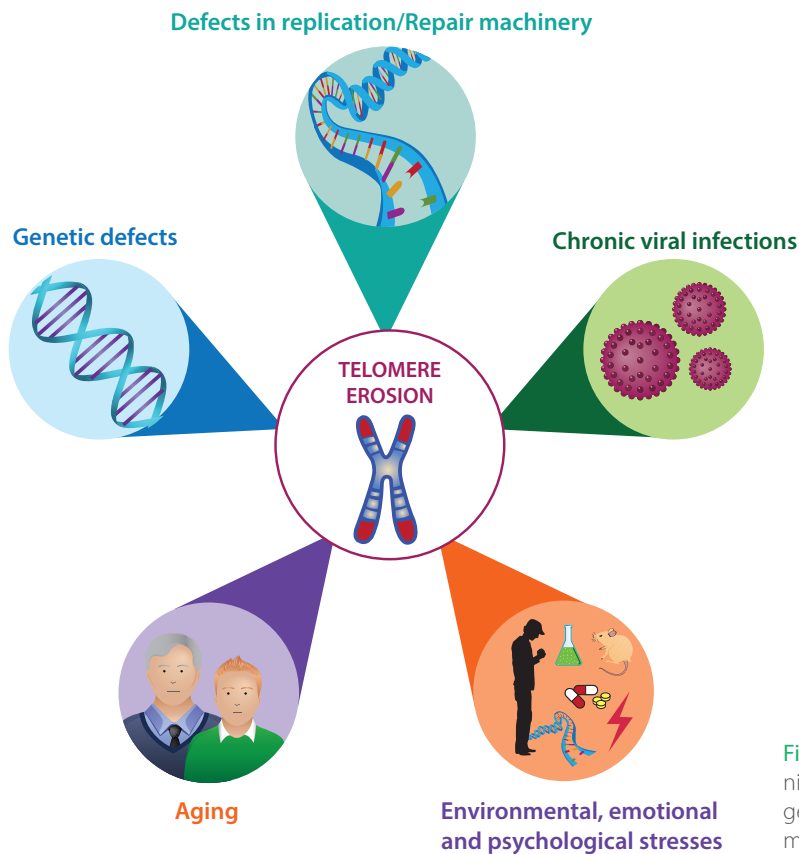 Defects in replication/Repair machinery
Genetic defects
Chronic viral infections
TELOMERE
EROSION
Aging
Environmental, emotional
and psychological stresses